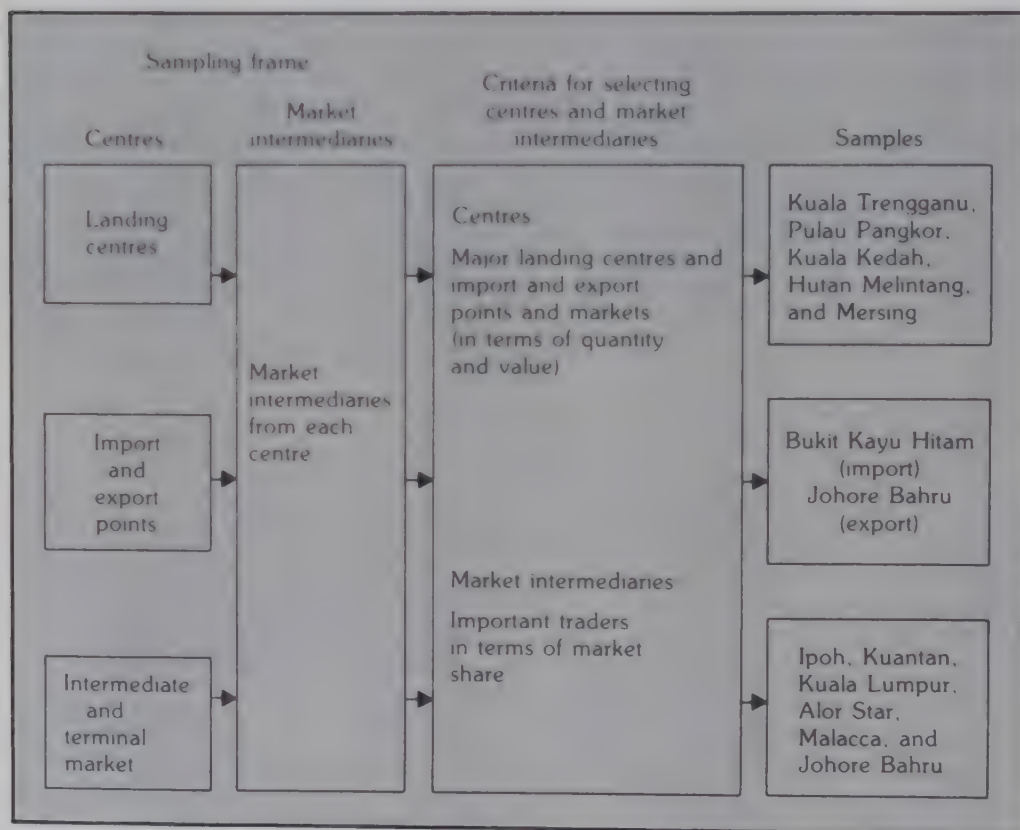 Sampling frame
Centres
Market
intermediaries
Criteria for selecting
centres and market
intermediaries
Samples
Landing
centres
Import
and
export
points
Intermediate
and
terminal
market
Market
intermediaries
from each
centre
Centres
Major landing centres and
import and export
points and markets
(in terms of quantity
and value)
Market intermediaries
Important traders
in terms of market
share
Kuala Trengganu,
Pulau Pangkor,
Kuala Kedah,
Hutan Melintang,
and Mersing
Bukit Kayu Hitam
(import)
Johore Bahru
(export)
Ipoh, Kuantan,
Kuala Lumpur,
Alor Star,
Malacca, and
Johore Bahru